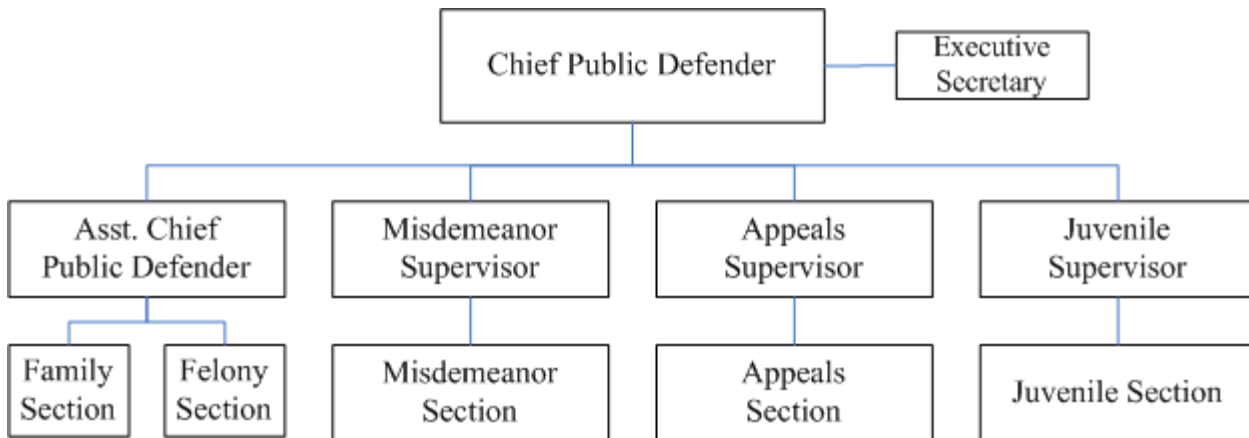 Chief Public Defender
Executive
Secretary
Asst. Chief
Public Defender
Misdemeanor
Supervisor
Appeals
Supervisor
Juvenile
Supervisor
Family
Section
Felony
Section
Misdemeanor
Section
Appeals
Section
Juvenile Section